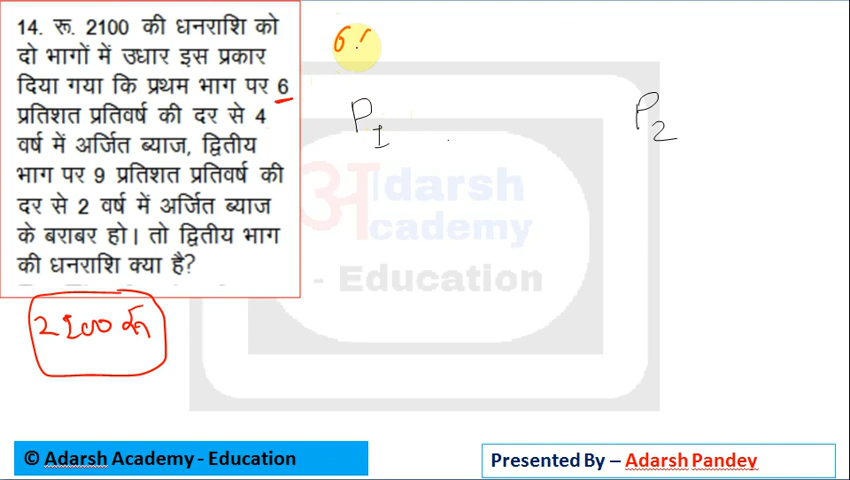 14. रू. 2100 की धनराशि को
दो भागों में उधार इस प्रकार
दिया गया कि प्रथम भाग पर 6
प्रतिशत प्रतिवर्ष की दर से 4
वर्ष में अर्जित ब्याज, द्वितीय
भाग पर 9 प्रतिशत प्रतिवर्ष की
दर से 2 वर्ष में अर्जित ब्याज
के बराबर हो। तो द्वितीय भाग
की धनराशि क्या है?
2100 रू
6
P1
P2
अ
Adarsh
Academy
- Education
© Adarsh Academy - Education
Presented By – Adarsh Pandey